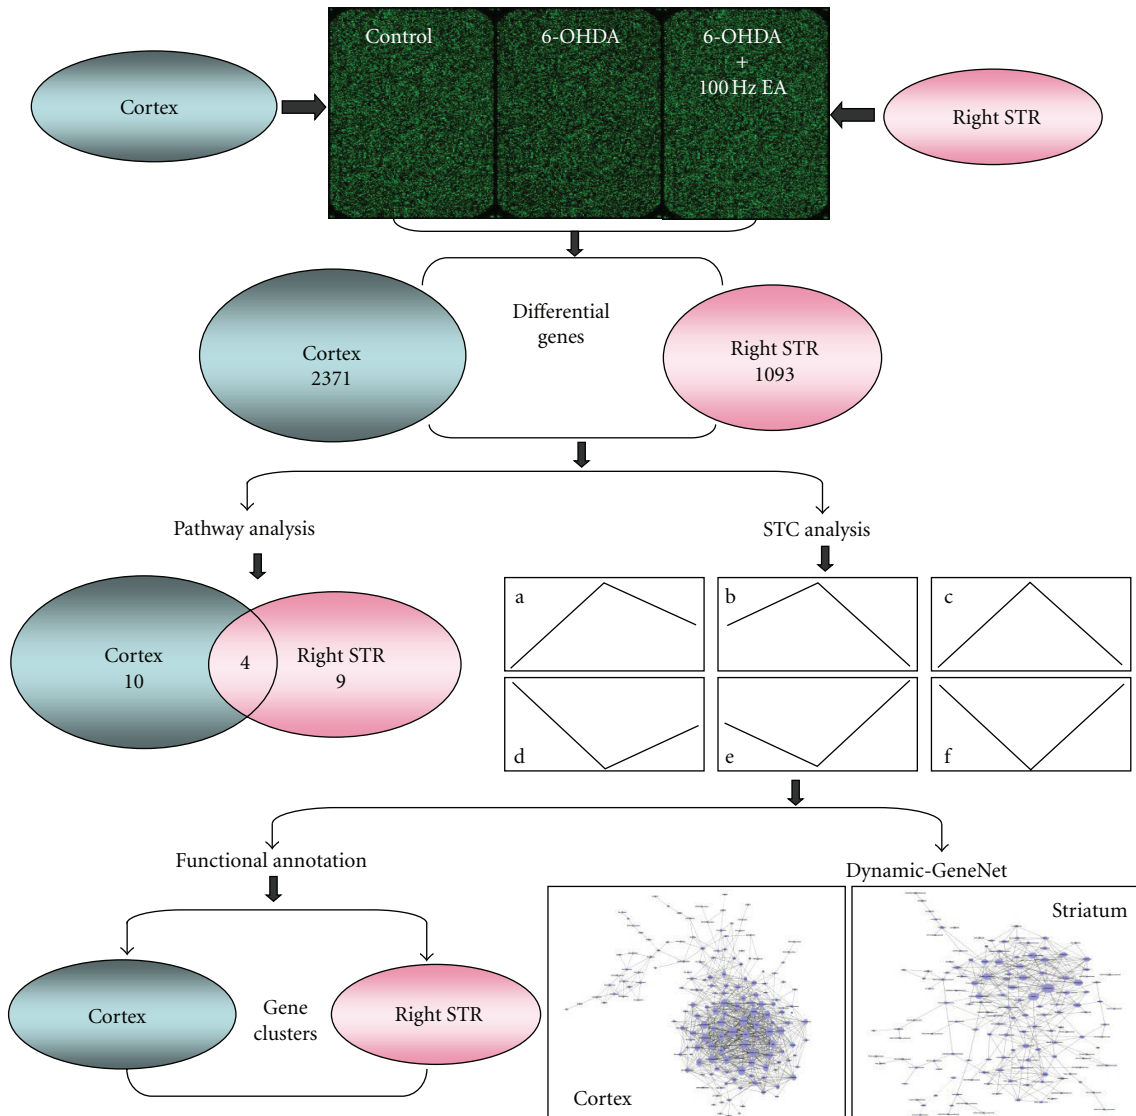 Control
6-OHDA
6-OHDA
+
100 Hz EA
Cortex
Right STR
Differential
genes
Cortex
2371
Right STR
1093
Pathway analysis
STC analysis
Cortex
10
4
Right STR
9
a
b
c
d
e
f
Functional annotation
Dynamic-GeneNet
Cortex
Gene
clusters
Right STR
Cortex
Striatum